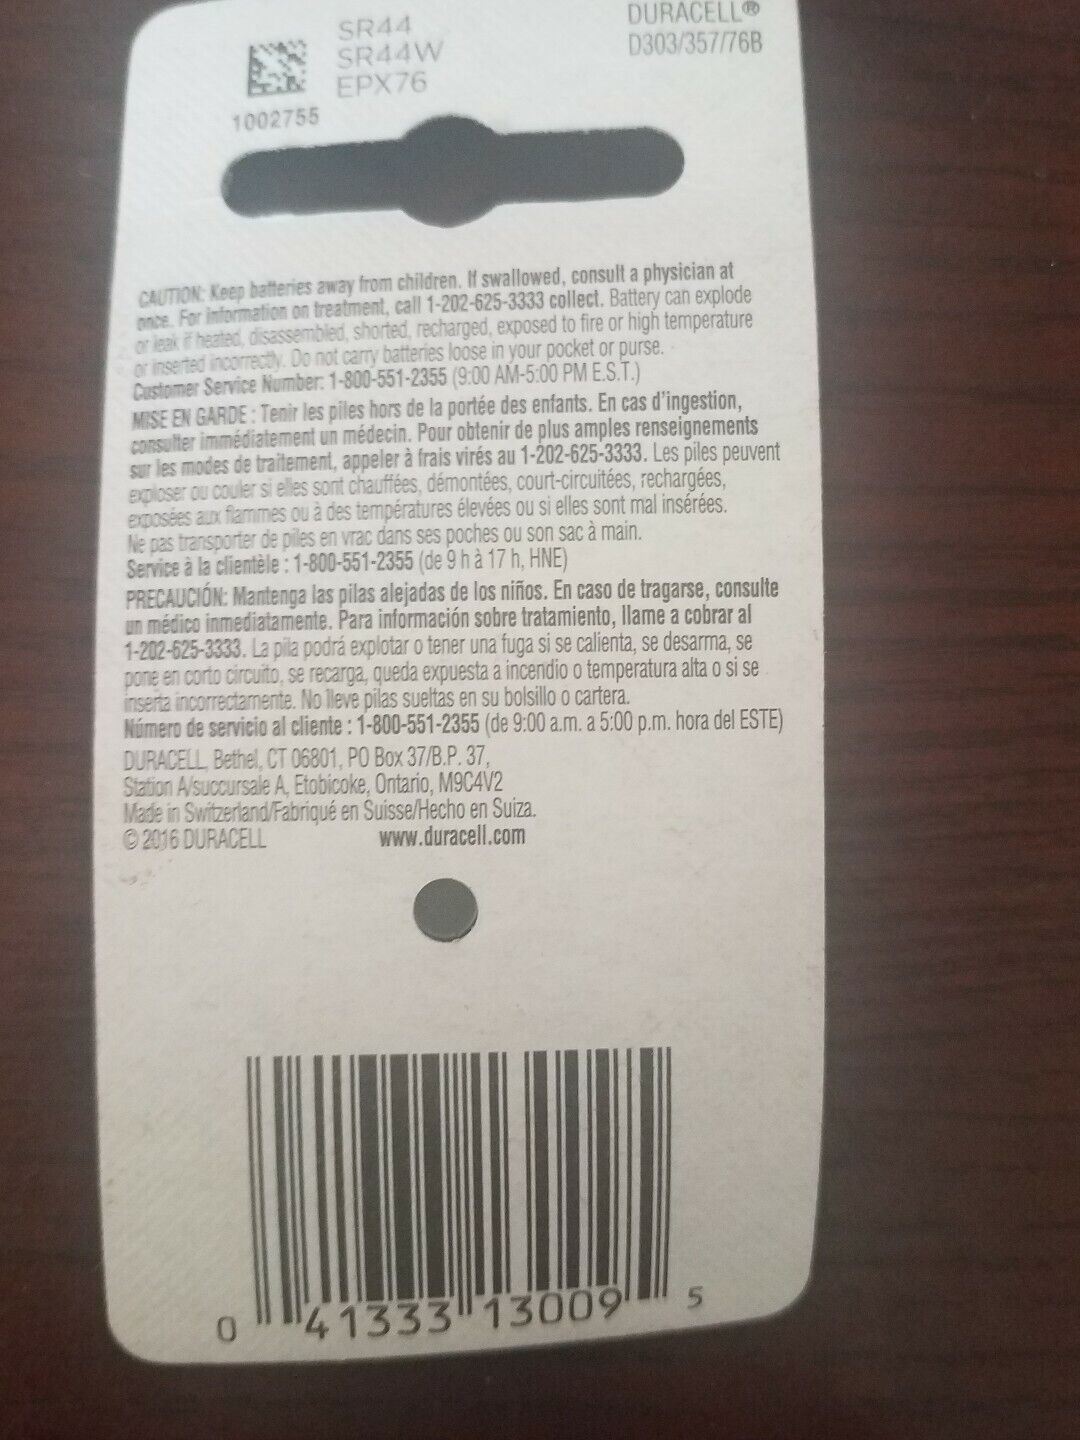 SR44
SR44W
EPX76
1002755
DURACELL®
D303/357/76B
CAUTION: Keep batteries away from children. If swallowed, consult a physician at
once. For information on treatment, call 1-202-625-3333 collect. Battery can explode
or leak if heated, disassembled, shorted, recharged, exposed to fire or high temperature
or inserted incorrectly. Do not carry batteries loose in your pocket or purse.
Customer Service Number: 1-800-551-2355 (9:00 AM-5:00 PM E.S.T.)
MISE EN GARDE : Tenir les piles hors de la portée des enfants. En cas d'ingestion,
consulter immédiatement un médecin. Pour obtenir de plus amples renseignements
sur les modes de traitement, appeler à frais virés au 1-202-625-3333. Les piles peuvent
exploser ou couler si elles sont chauffées, démontées, court-circuitées, rechargées,
exposées aux flammes ou à des températures élevées ou si elles sont mal insérées.
Ne pas transporter de piles en vrac dans ses poches ou son sac à main.
Service à la clientèle : 1-800-551-2355 (de 9 h à 17 h, HNE)
PRECAUCIÓN: Mantenga las pilas alejadas de los niños. En caso de tragarse, consulte
un médico inmediatamente. Para información sobre tratamiento, llame a cobrar al
1-202-625-3333. La pila podrá explotar o tener una fuga si se calienta, se desarma, se
pone en corto circuito, se recarga, queda expuesta a incendio o temperatura alta o si se
inserta incorrectamente. No lleve pilas sueltas en su bolsillo o cartera.
Número de servicio al cliente : 1-800-551-2355 (de 9:00 a.m. a 5:00 p.m. hora del ESTE)
DURACELL, Bethel, CT 06801, PO Box 37/B.P. 37,
Station A/succursale A, Etobicoke, Ontario, M9C4V2
Made in Switzerland/Fabriqué en Suisse/Hecho en Suiza.
© 2016 DURACELL www.duracell.com
0 41333 13009 5